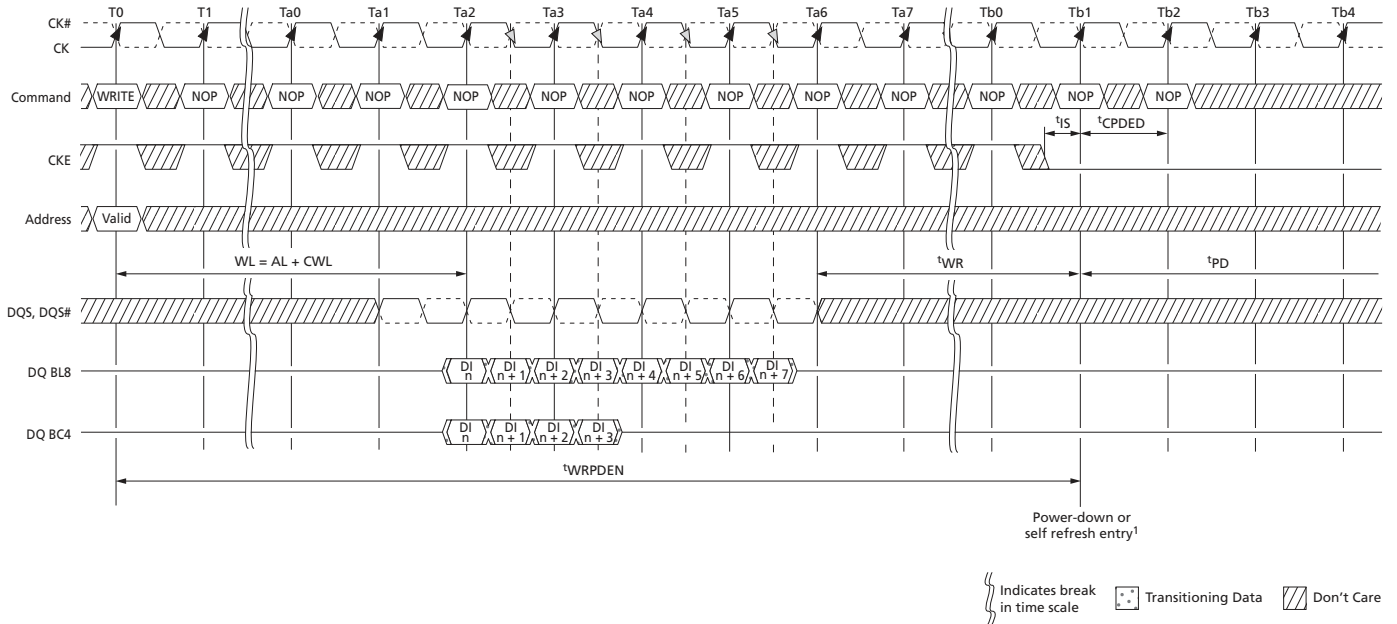 T0 T1 Ta0 Ta1 Ta2 Ta3 Ta4 Ta5 Ta6 Ta7 Tb0 Tb1 Tb2 Tb3 Tb4
CK#
CK
Command WRITE NOP NOP NOP NOP NOP NOP NOP NOP NOP NOP NOP NOP
tIS tCPDED
CKE
Address Valid
WL = AL + CWL tWR tPD
DQS, DQS#
DQ BL8 DI n DI n + 1 DI n + 2 DI n + 3 DI n + 4 DI n + 5 DI n + 6 DI n + 7
DQ BC4 DI n DI n + 1 DI n + 2 DI n + 3
tWRPDEN
Power-down or
self refresh entry1
Indicates break
in time scale
Transitioning Data
Don't Care